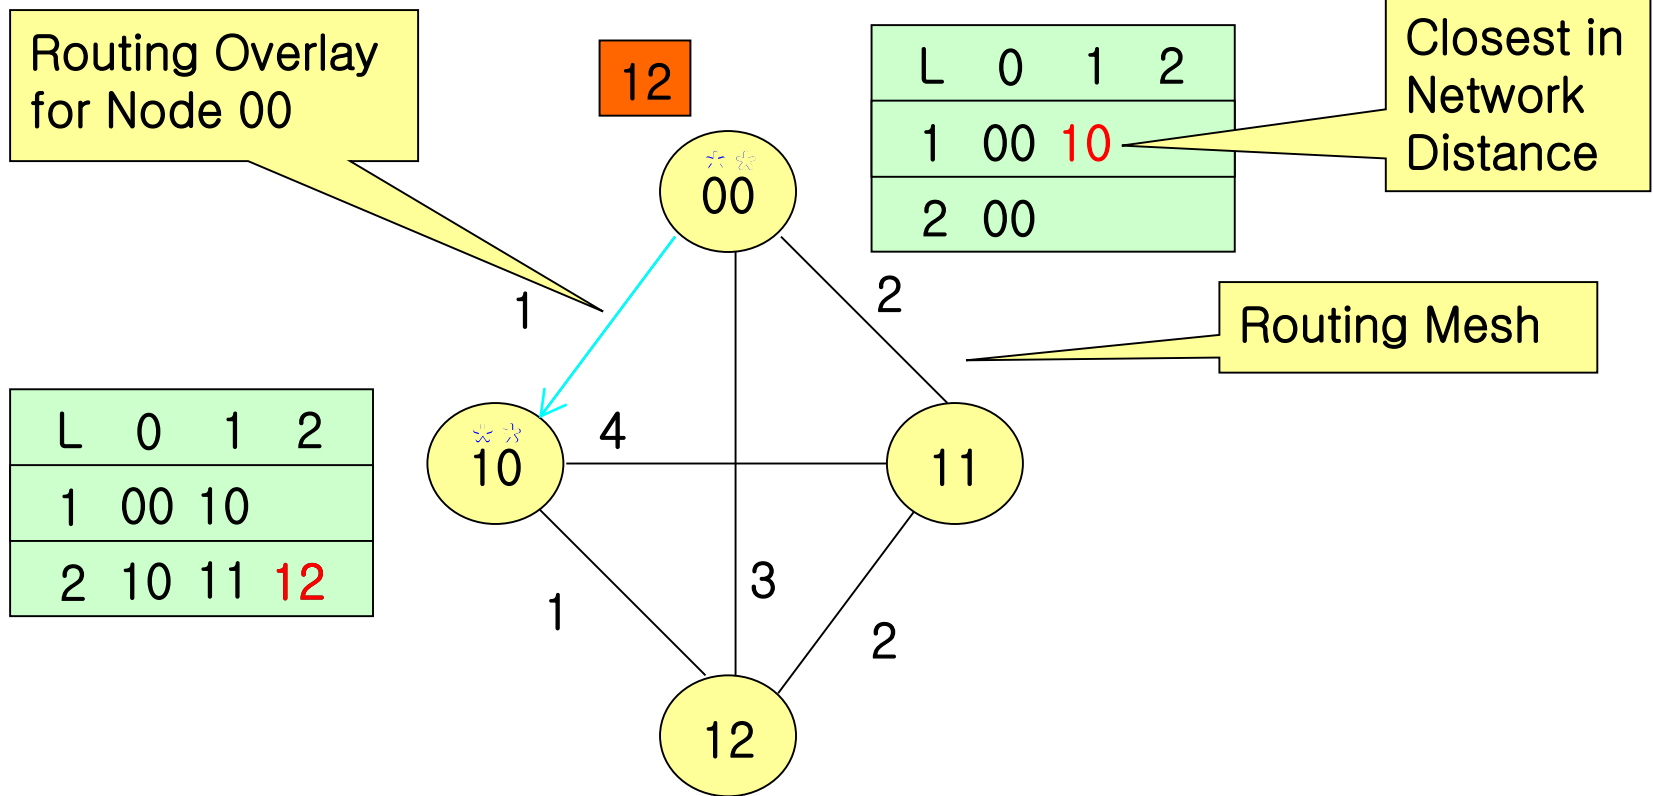 Routing Overlay
for Node 00
12
L 0 1 2
1 00 10
2 00
Closest in
Network
Distance
**
00
1
2
Routing Mesh
L 0 1 2
1 00 10
2 10 11 12
**
10
4
11
1
3
2
12